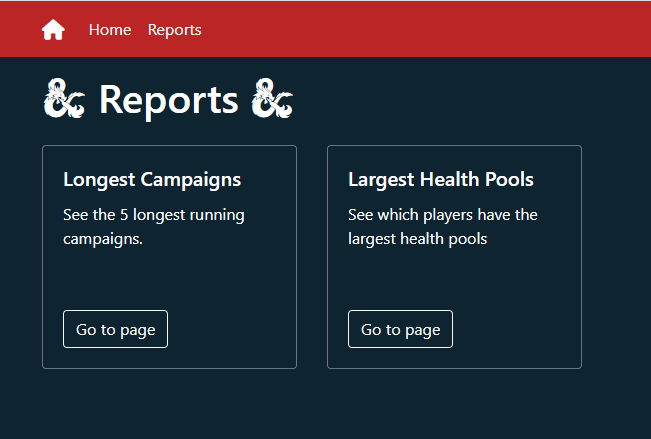 Home Reports
& Reports &
Longest Campaigns
See the 5 longest running
campaigns.
Go to page
Largest Health Pools
See which players have the
largest health pools
Go to page